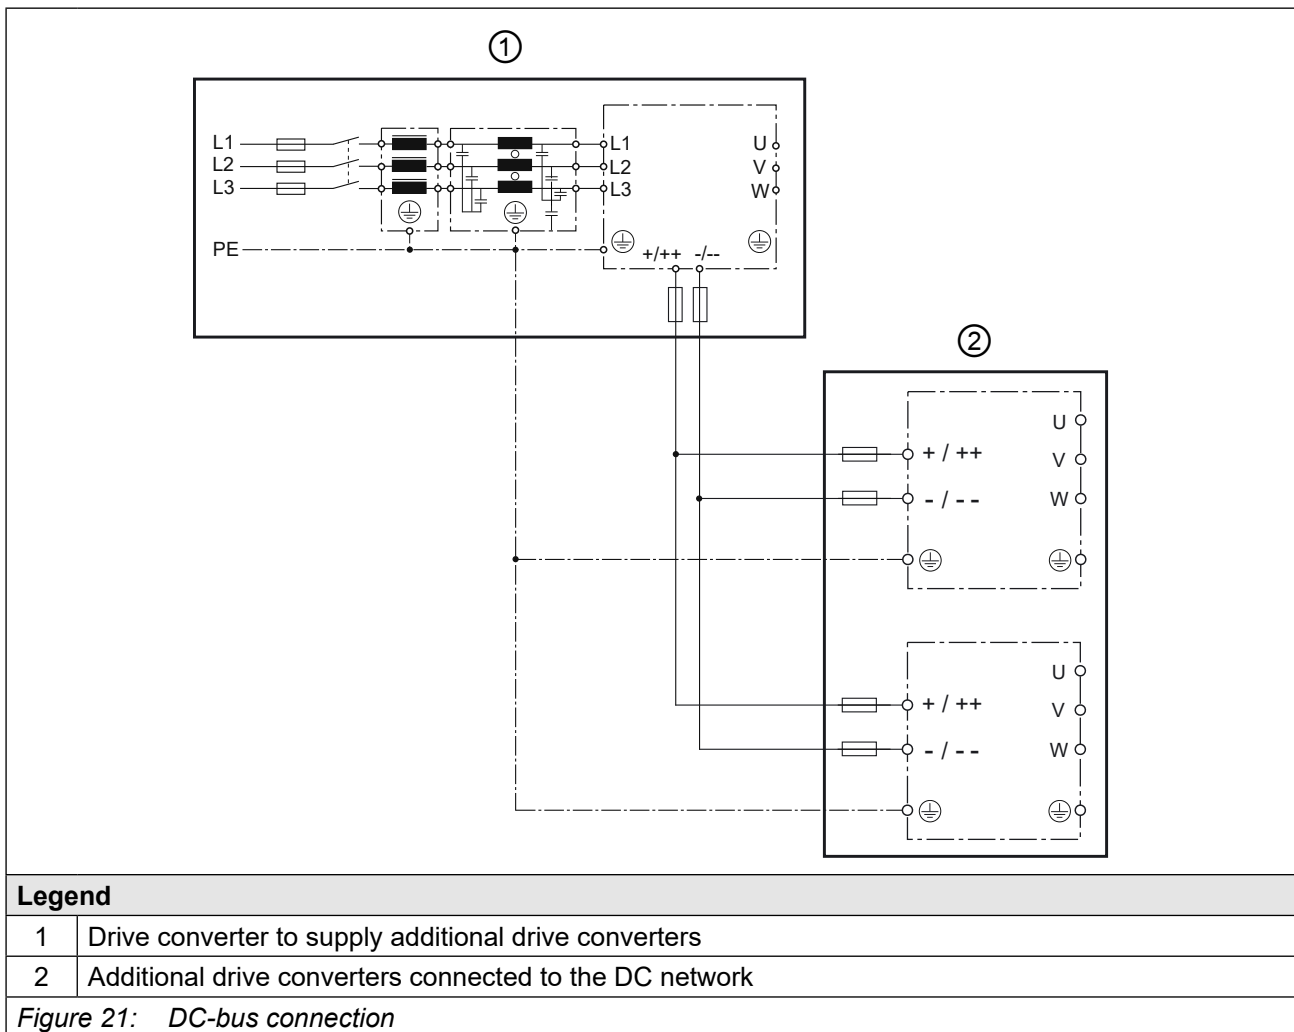 1
L1
L2
L3
PE
L1
L2
L3
U
V
W
+/++ -/--
2
U
+ / ++
V
- / - -
W
U
+ / ++
V
- / - -
W
Legend
1 Drive converter to supply additional drive converters
2 Additional drive converters connected to the DC network
Figure 21: DC-bus connection